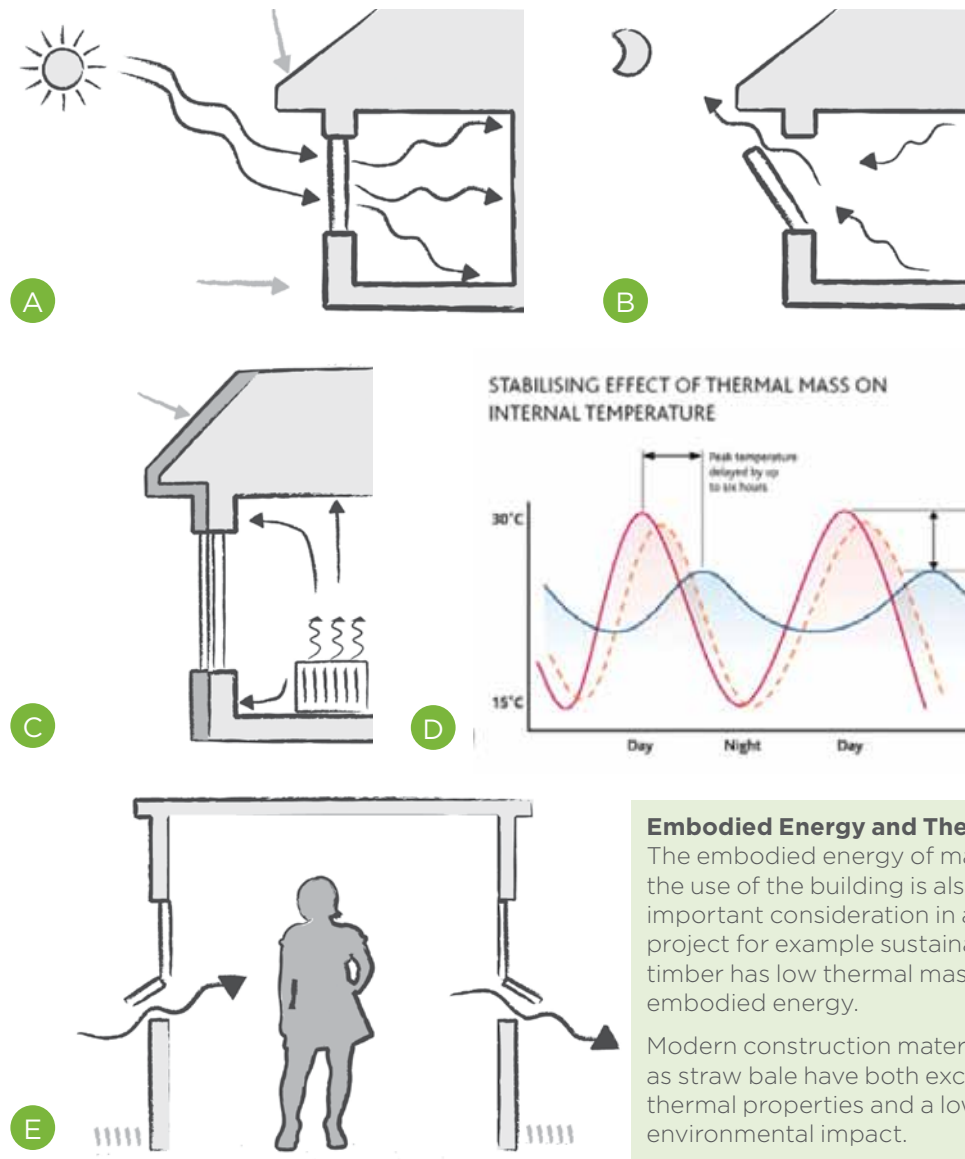 A
B
C
STABILISING EFFECT OF THERMAL MASS ON
INTERNAL TEMPERATURE
Peak temperature
delayed by up
to six hours
30°C
15°C
Day
Night
Day
D
E
Embodied Energy and The
The embodied energy of ma
the use of the building is als
important consideration in a
project for example sustaina
timber has low thermal mas
embodied energy.
Modern construction mater
as straw bale have both exc
thermal properties and a low
environmental impact.